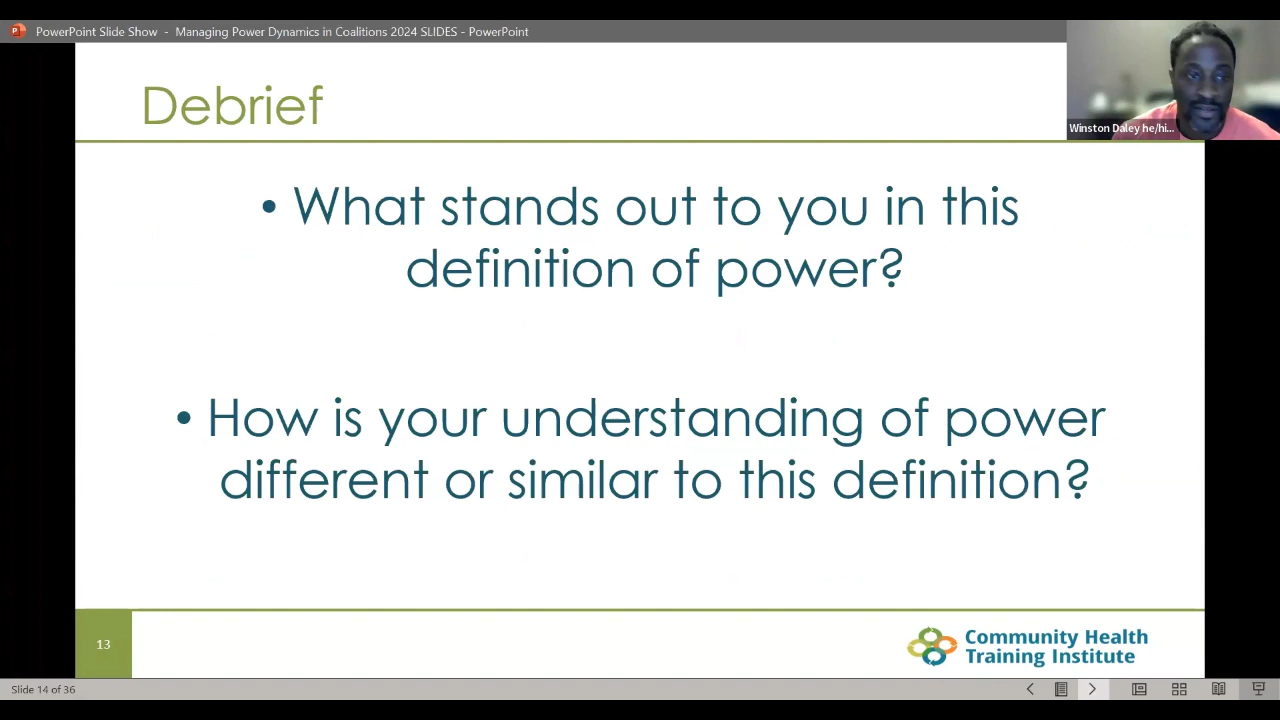 PowerPoint Slide Show - Managing Power Dynamics in Coalitions 2024 SLIDES - PowerPoint
Debrief
Winston Daley he/hi...
• What stands out to you in this
definition of power?
• How is your understanding of power
different or similar to this definition?
13
Community Health
Training Institute
Slide 14 of 36